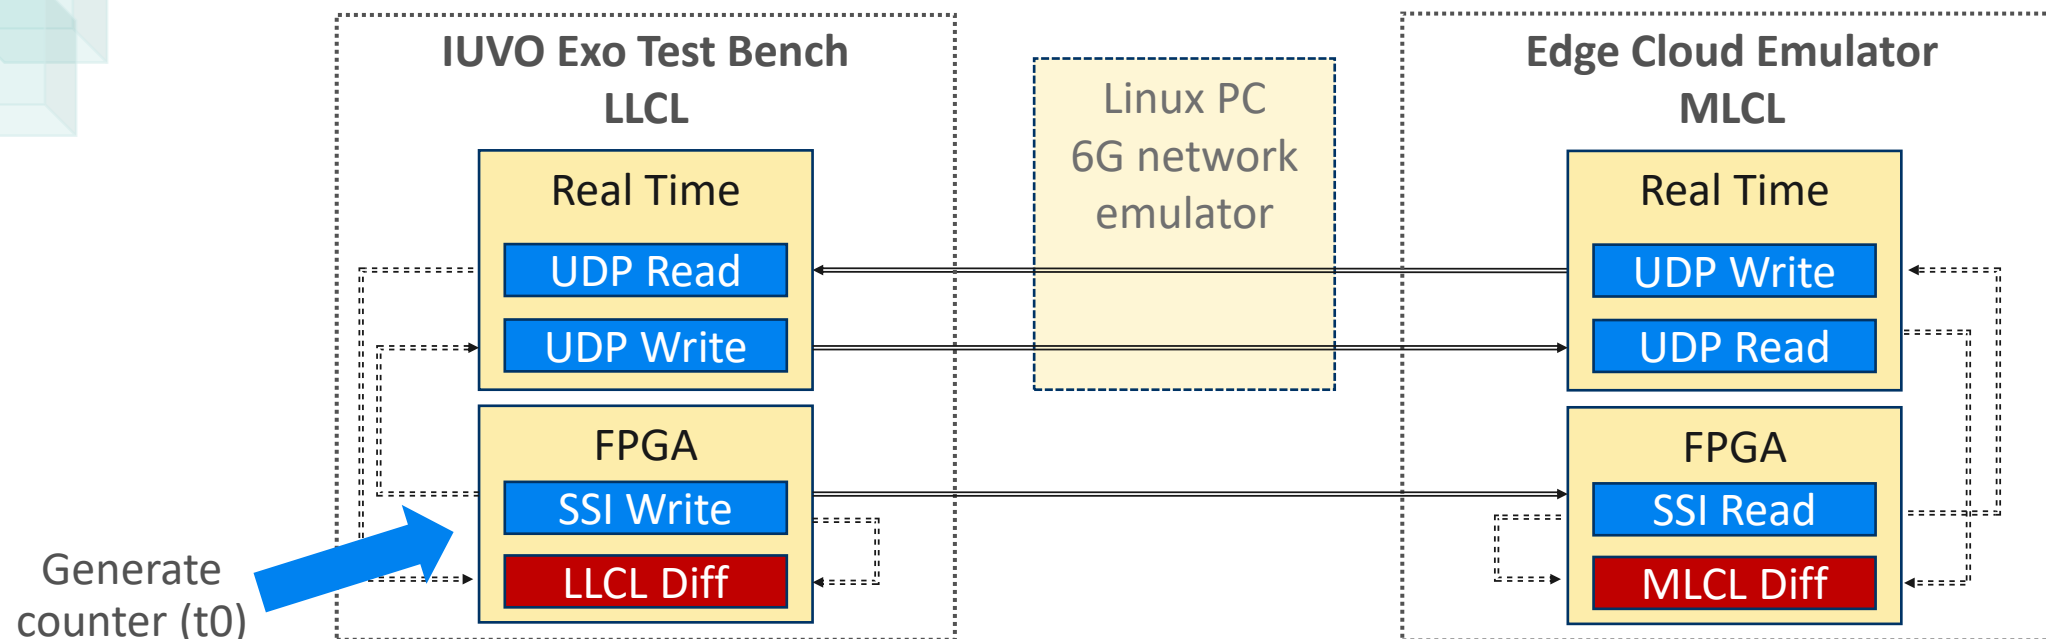 IUVO Exo Test Bench
LLCL
Real Time
UDP Read
UDP Write
FPGA
SSI Write
LLCL Diff
Generate
counter (t0)
Linux PC
6G network
emulator
Edge Cloud Emulator
MLCL
Real Time
UDP Write
UDP Read
FPGA
SSI Read
MLCL Diff